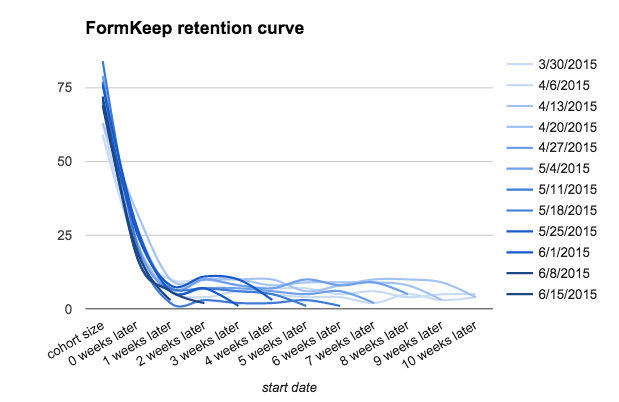 FormKeep retention curve
75
50
25
0
3/30/2015
4/6/2015
4/13/2015
4/20/2015
4/27/2015
5/4/2015
5/11/2015
5/18/2015
5/25/2015
6/1/2015
6/8/2015
6/15/2015
cohort size
0 weeks later
1 weeks later
2 weeks later
3 weeks later
4 weeks later
5 weeks later
6 weeks later
7 weeks later
8 weeks later
9 weeks later
10 weeks later
start date